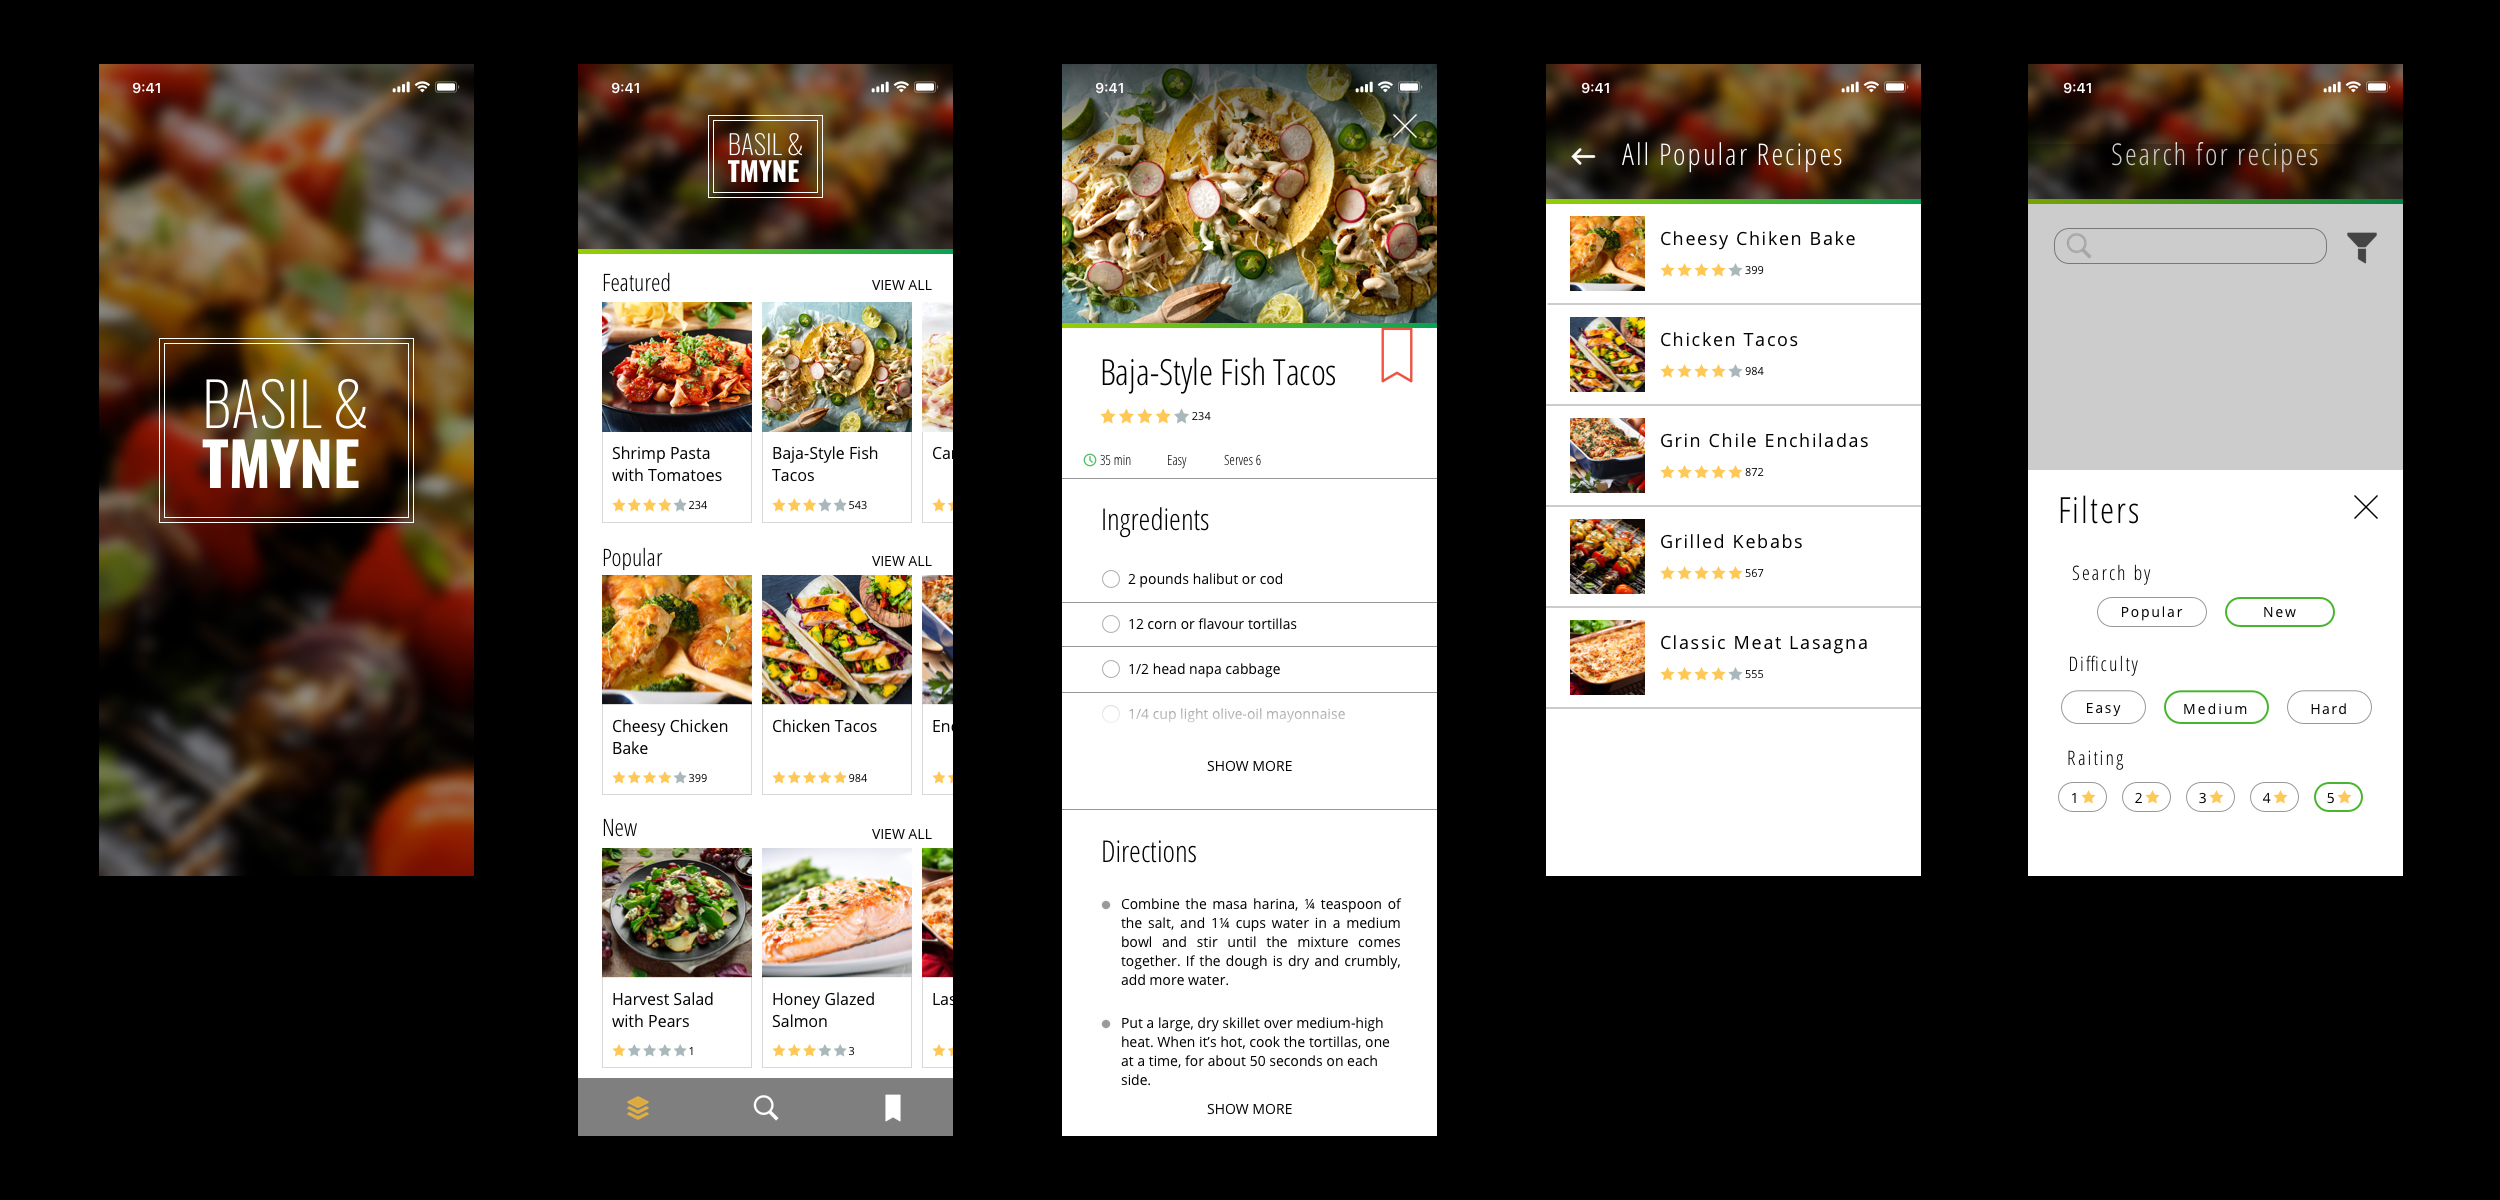 9:41
BASIL &
TMYNE
9:41
BASIL &
TMYNE
Featured
VIEW ALL
Shrimp Pasta
with Tomatoes
234
Baja-Style Fish
Tacos
543
Ca
Popular
VIEW ALL
Cheesy Chicken
Bake
399
Chicken Tacos
984
En
New
VIEW ALL
Harvest Salad
with Pears
1
Honey Glazed
Salmon
3
Las
9:41
Baja-Style Fish Tacos
234
35 min
Easy
Serves 6
Ingredients
2 pounds halibut or cod
12 corn or flavour tortillas
1/2 head napa cabbage
1/4 cup light olive-oil mayonnaise
SHOW MORE
Directions
Combine the masa harina, ¼ teaspoon of
the salt, and 1¼ cups water in a medium
bowl and stir until the mixture comes
together. If the dough is dry and crumbly,
add more water.
Put a large, dry skillet over medium-high
heat. When it’s hot, cook the tortillas, one
at a time, for about 50 seconds on each
side.
SHOW MORE
9:41
All Popular Recipes
Cheesy Chiken Bake
399
Chicken Tacos
984
Grin Chile Enchiladas
872
Grilled Kebabs
567
Classic Meat Lasagna
555
9:41
Search for recipes
Filters
Search by
Popular
New
Difficulty
Easy
Medium
Hard
Raiting
1
2
3
4
5